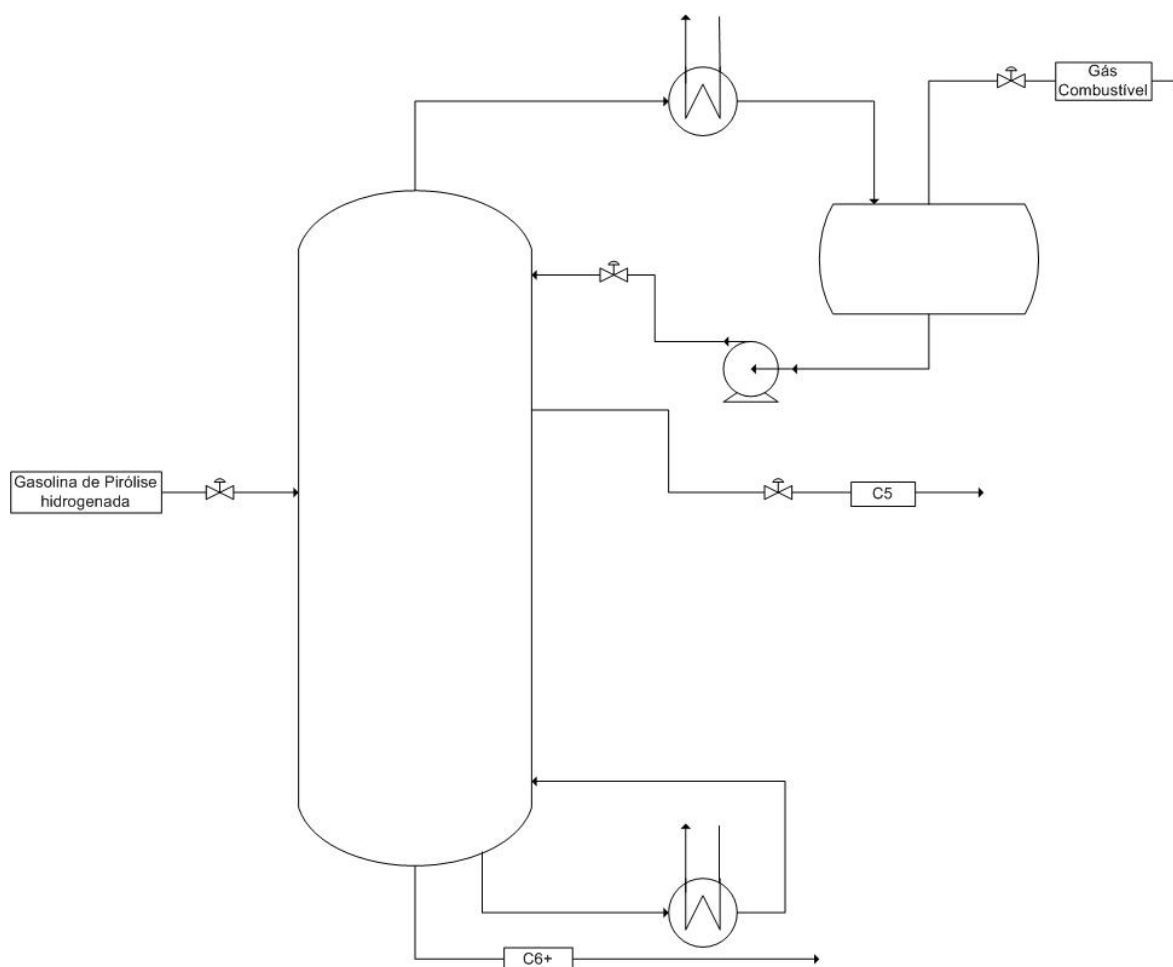 Gás
Combustível
Gasolina de Pirólise
hidrogenada
C5
C6+